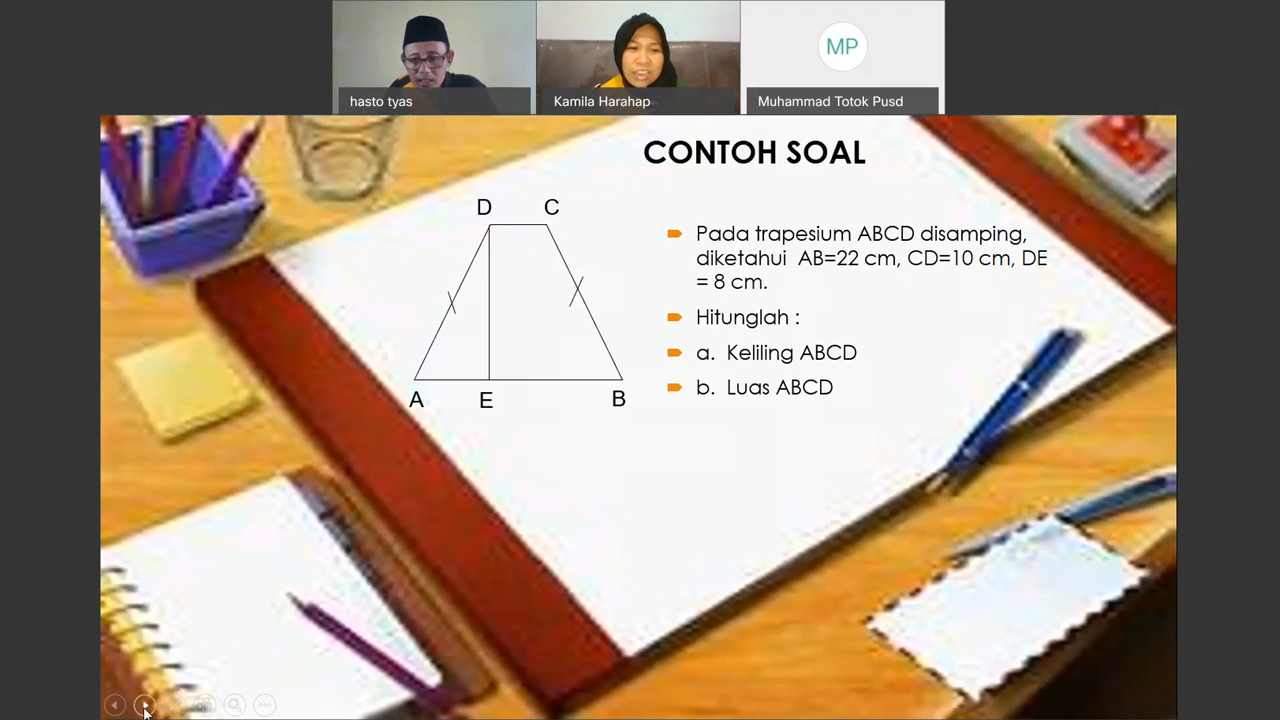 hasto tyas
Kamila Harahap
MP
Muhammad Totok Pusd
CONTOH SOAL
D C
A E B
Pada trapesium ABCD disamping,
diketahui AB=22 cm, CD=10 cm, DE
= 8 cm.
Hitunglah :
a. Keliling ABCD
b. Luas ABCD